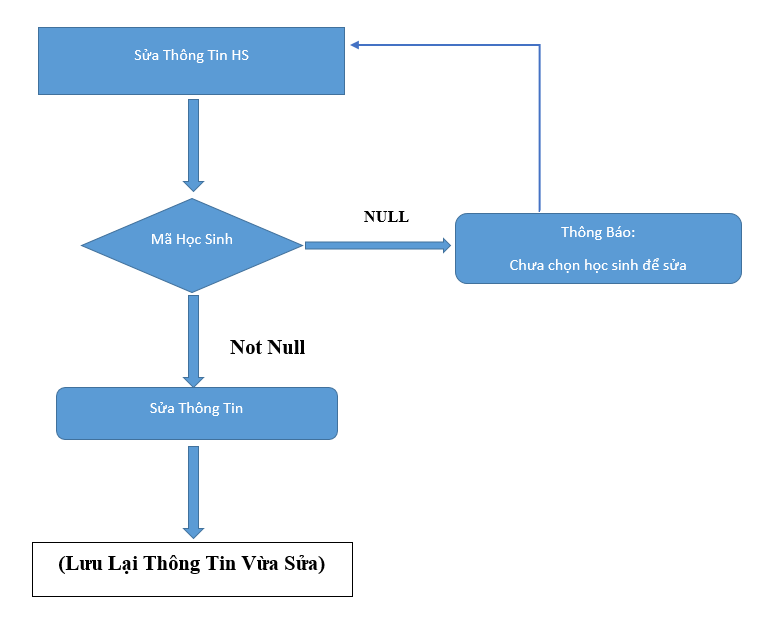 Sửa Thông Tin HS
Mã Học Sinh
NULL
Thông Báo:
Chưa chọn học sinh để sửa
Not Null
Sửa Thông Tin
(Lưu Lại Thông Tin Vừa Sửa)